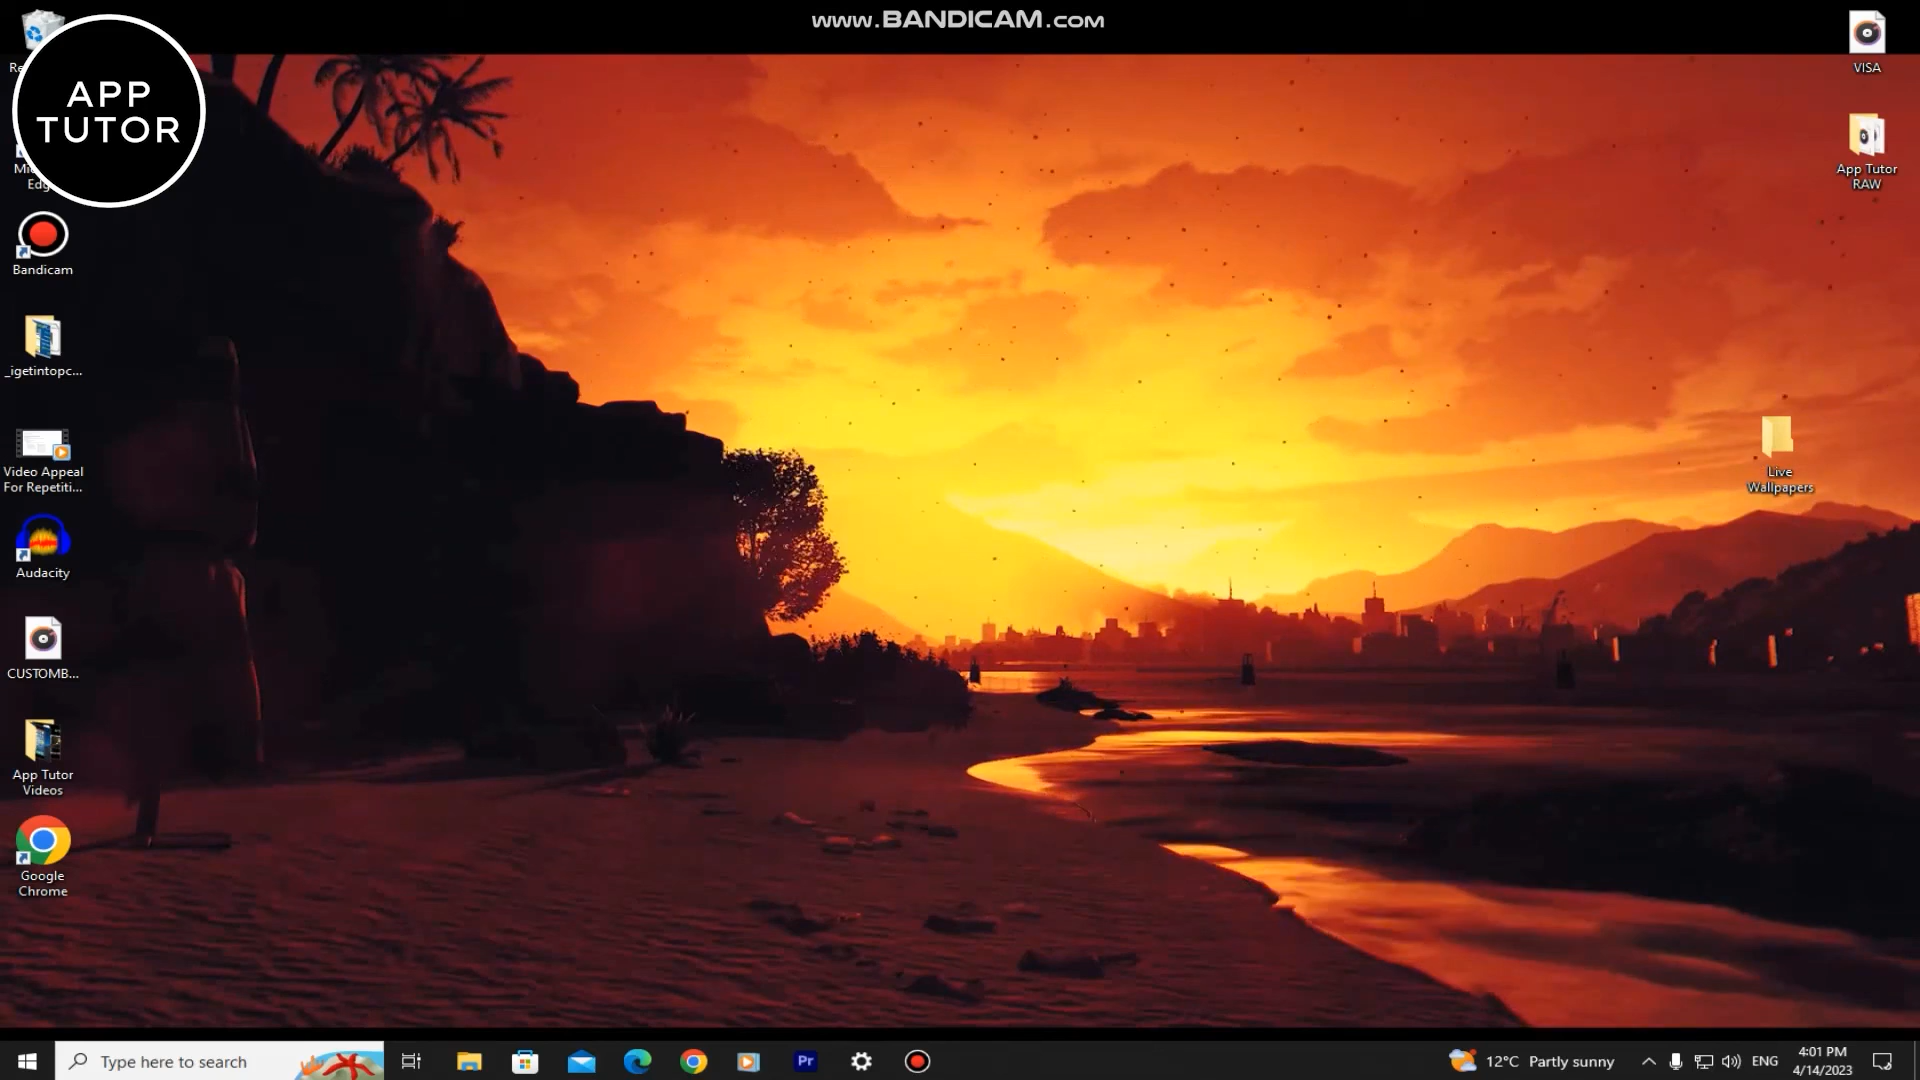 www.BANDICAM.com
APP
TUTOR
Edge
Bandicam
_igetintopc...
Video Appeal
For Repetiti...
Audacity
CUSTOMB...
App Tutor
Videos
Google
Chrome
VISA
App Tutor
RAW
Live
Wallpapers
Type here to search
Pr
12°C Partly sunny
ENG
4:01 PM
4/14/2023